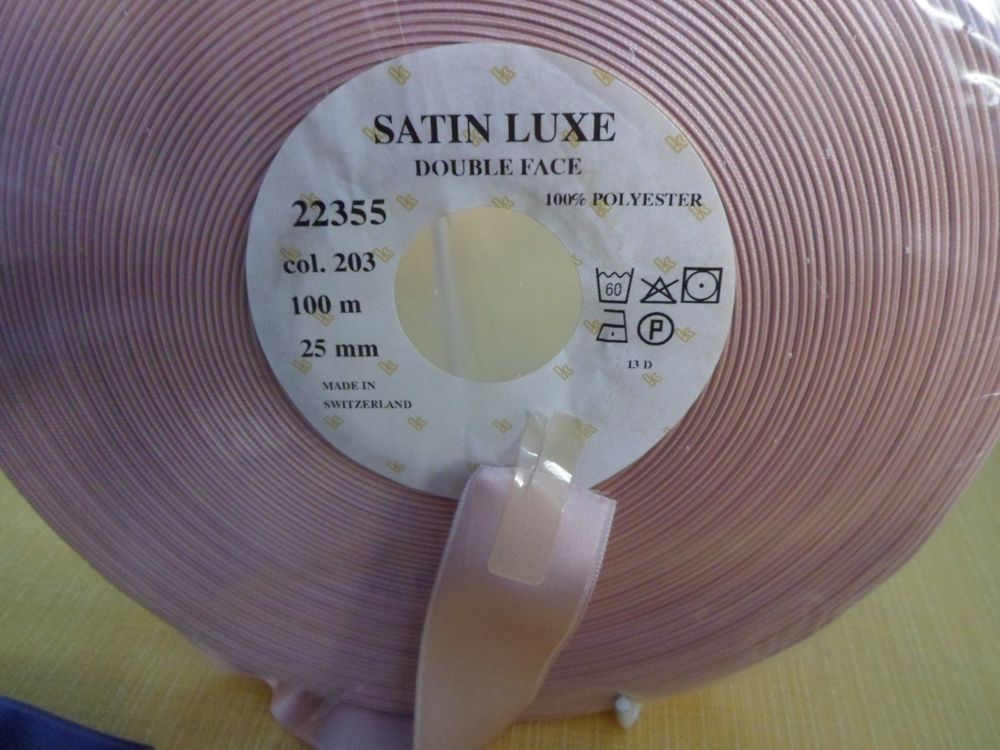 SATIN LUXE
DOUBLE FACE
100% POLYESTER
22355
col. 203
100 m
25 mm
MADE IN
SWITZERLAND
60
P
13 D